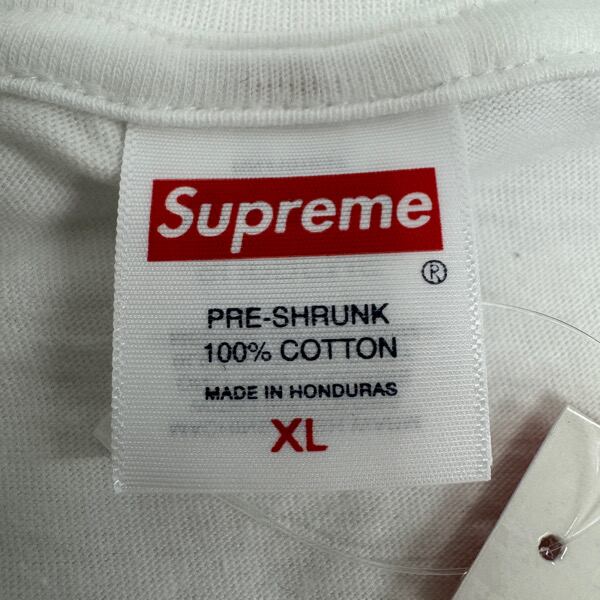 Supreme
®
PRE-SHRUNK
100% COTTON
MADE IN HONDURAS
XL